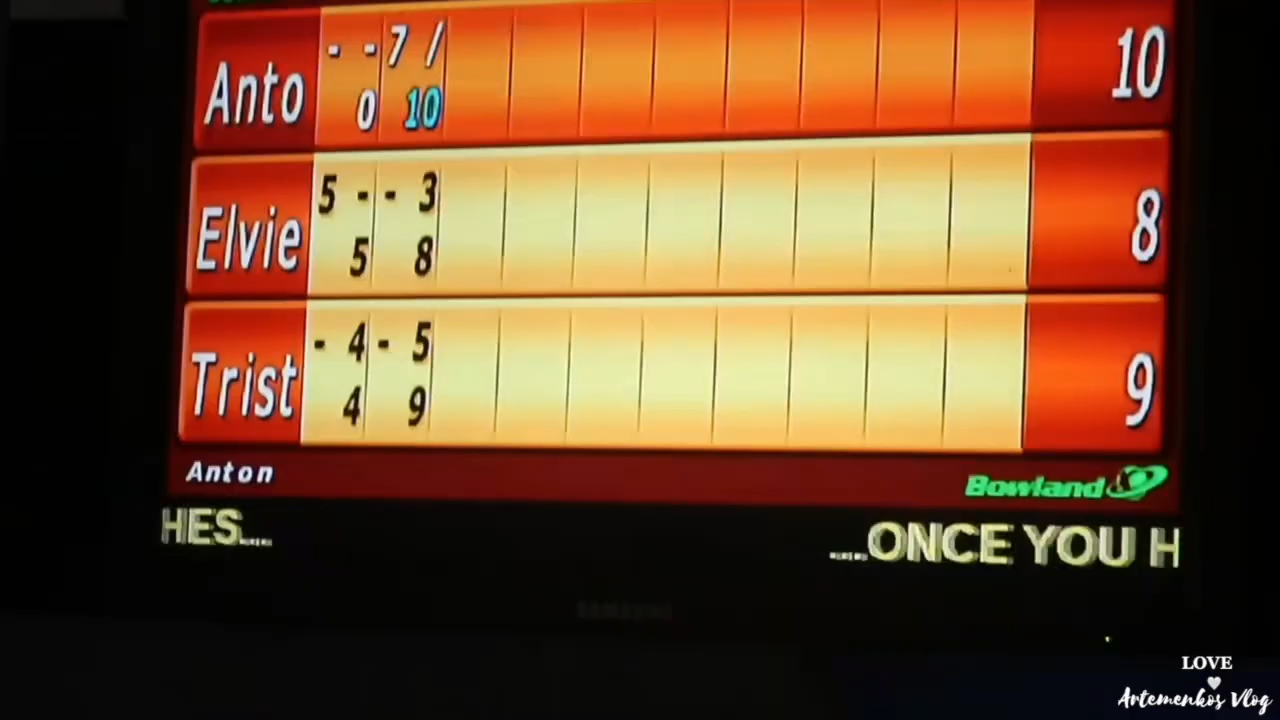 Anto - - 7 / 10
0 10
Elvie 5 - - 3 8
5 8
Trist - 4 - 5 9
4 9
Anton Bowland
HES.... ....ONCE YOU H
SAMSUNG
LOVE
Artemenkos Vlog